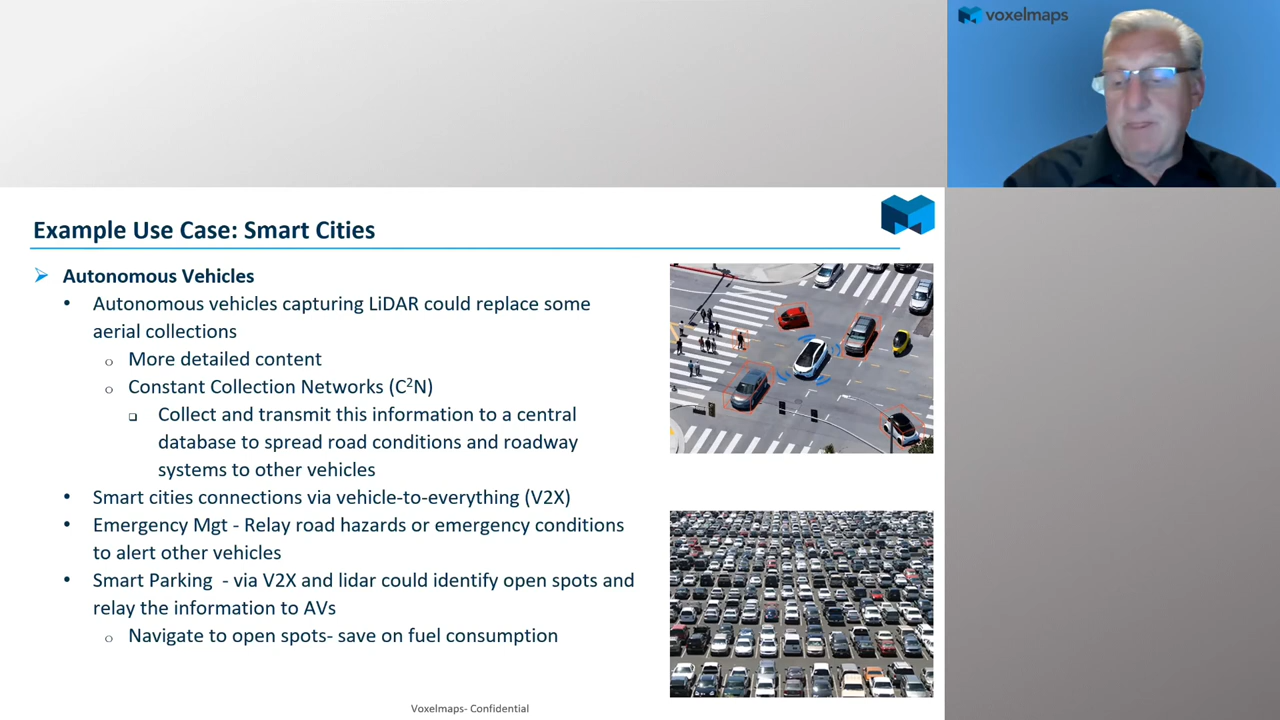 voxelmaps
Example Use Case: Smart Cities
Autonomous Vehicles
Autonomous vehicles capturing LiDAR could replace some
aerial collections
More detailed content
Constant Collection Networks (C²N)
Collect and transmit this information to a central
database to spread road conditions and roadway
systems to other vehicles
Smart cities connections via vehicle-to-everything (V2X)
Emergency Mgt - Relay road hazards or emergency conditions
to alert other vehicles
Smart Parking - via V2X and lidar could identify open spots and
relay the information to AVs
Navigate to open spots- save on fuel consumption
Voxelmaps- Confidential